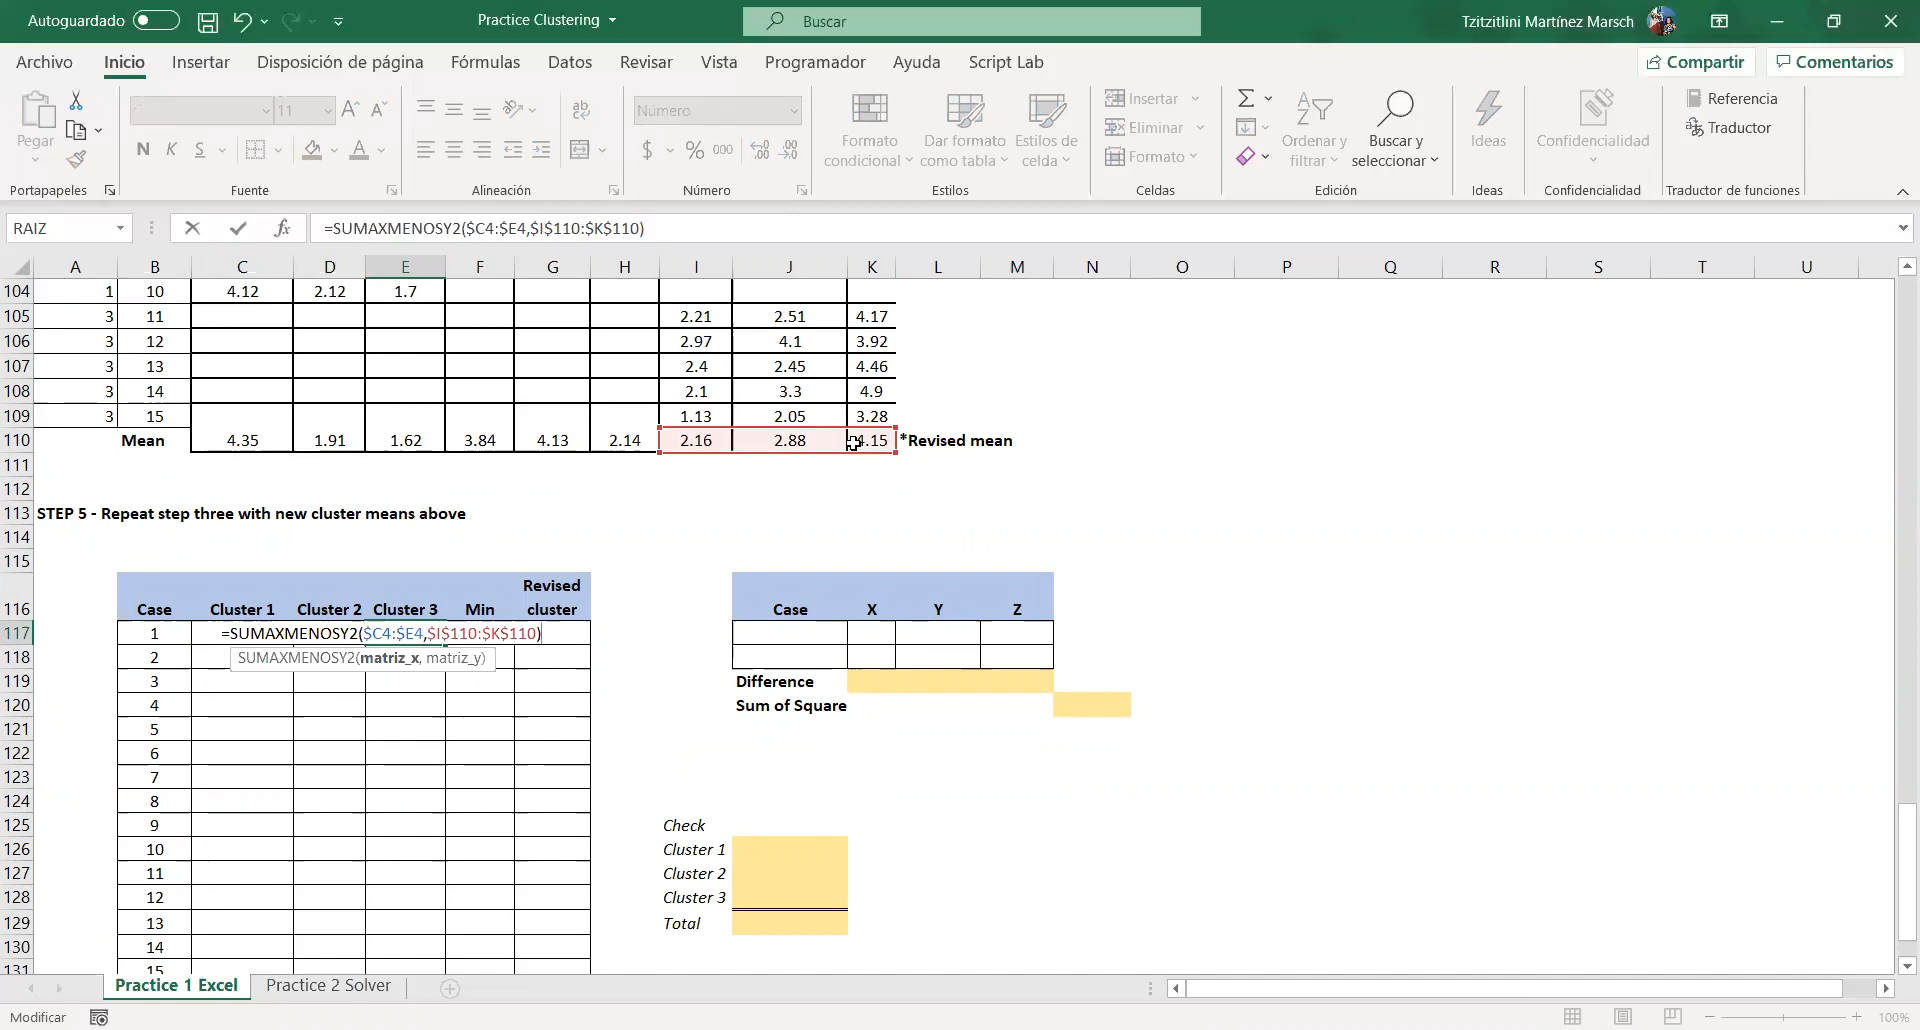 Autoguardado
Practice Clustering
Buscar
Tzitzitlini Martínez Marsch
Archivo Inicio Insertar Disposición de página Fórmulas Datos Revisar Vista Programador Ayuda Script Lab Compartir Comentarios
Pegar
11
N K S
A A
ab
Número
$ % 000
Formato condicional
Dar formato como tabla
Estilos de celda
Insertar
Eliminar
Formato
Ordenar y filtrar
Buscar y seleccionar
Ideas
Confidencialidad
Referencia
Traductor
Portapapeles Fuente Alineación Número Estilos Celdas Edición Ideas Confidencialidad Traductor de funciones
RAIZ fx =SUMAXMENOSY2($C4:$E4,$I$110:$K$110)
A B C D E F G H I J K L M N O P Q R S T U
104 1 10 4.12 2.12 1.7
105 3 11 2.21 2.51 4.17
106 3 12 2.97 4.1 3.92
107 3 13 2.4 2.45 4.46
108 3 14 2.1 3.3 4.9
109 3 15 1.13 2.05 3.28
110 Mean 4.35 1.91 1.62 3.84 4.13 2.14 2.16 2.88 4.15 *Revised mean
111
112
113 STEP 5 - Repeat step three with new cluster means above
114
115
Revised
116 Case Cluster 1 Cluster 2 Cluster 3 Min cluster Case X Y Z
117 1 =SUMAXMENOSY2($C4:$E4,$I$110:$K$110)
118 2 SUMAXMENOSY2(matriz_x, matriz_y)
119 3 Difference
120 4 Sum of Square
121 5
122 6
123 7
124 8
125 9 Check
126 10 Cluster 1
127 11 Cluster 2
128 12 Cluster 3
129 13 Total
130 14
131 15
Practice 1 Excel Practice 2 Solver
Modificar
100%